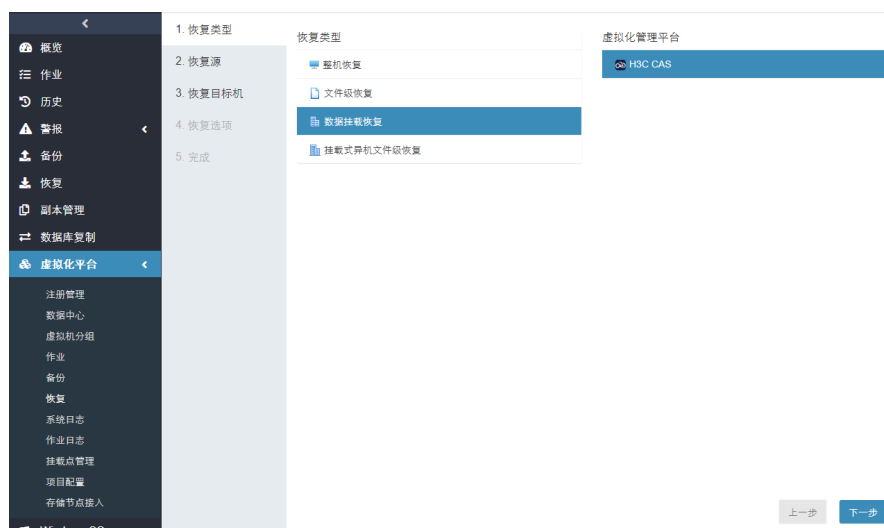 概览
作业
历史
警报
备份
恢复
副本管理
数据库复制
虚拟化平台
注册管理
数据中心
虚拟机分组
作业
备份
恢复
系统日志
作业日志
挂载点管理
项目配置
存储节点接入
1. 恢复类型
2. 恢复源
3. 恢复目标机
4. 恢复选项
5. 完成
恢复类型
整机恢复
文件级恢复
数据挂载恢复
挂载式异机文件级恢复
虚拟化管理平台
H3C CAS
上一步
下一步